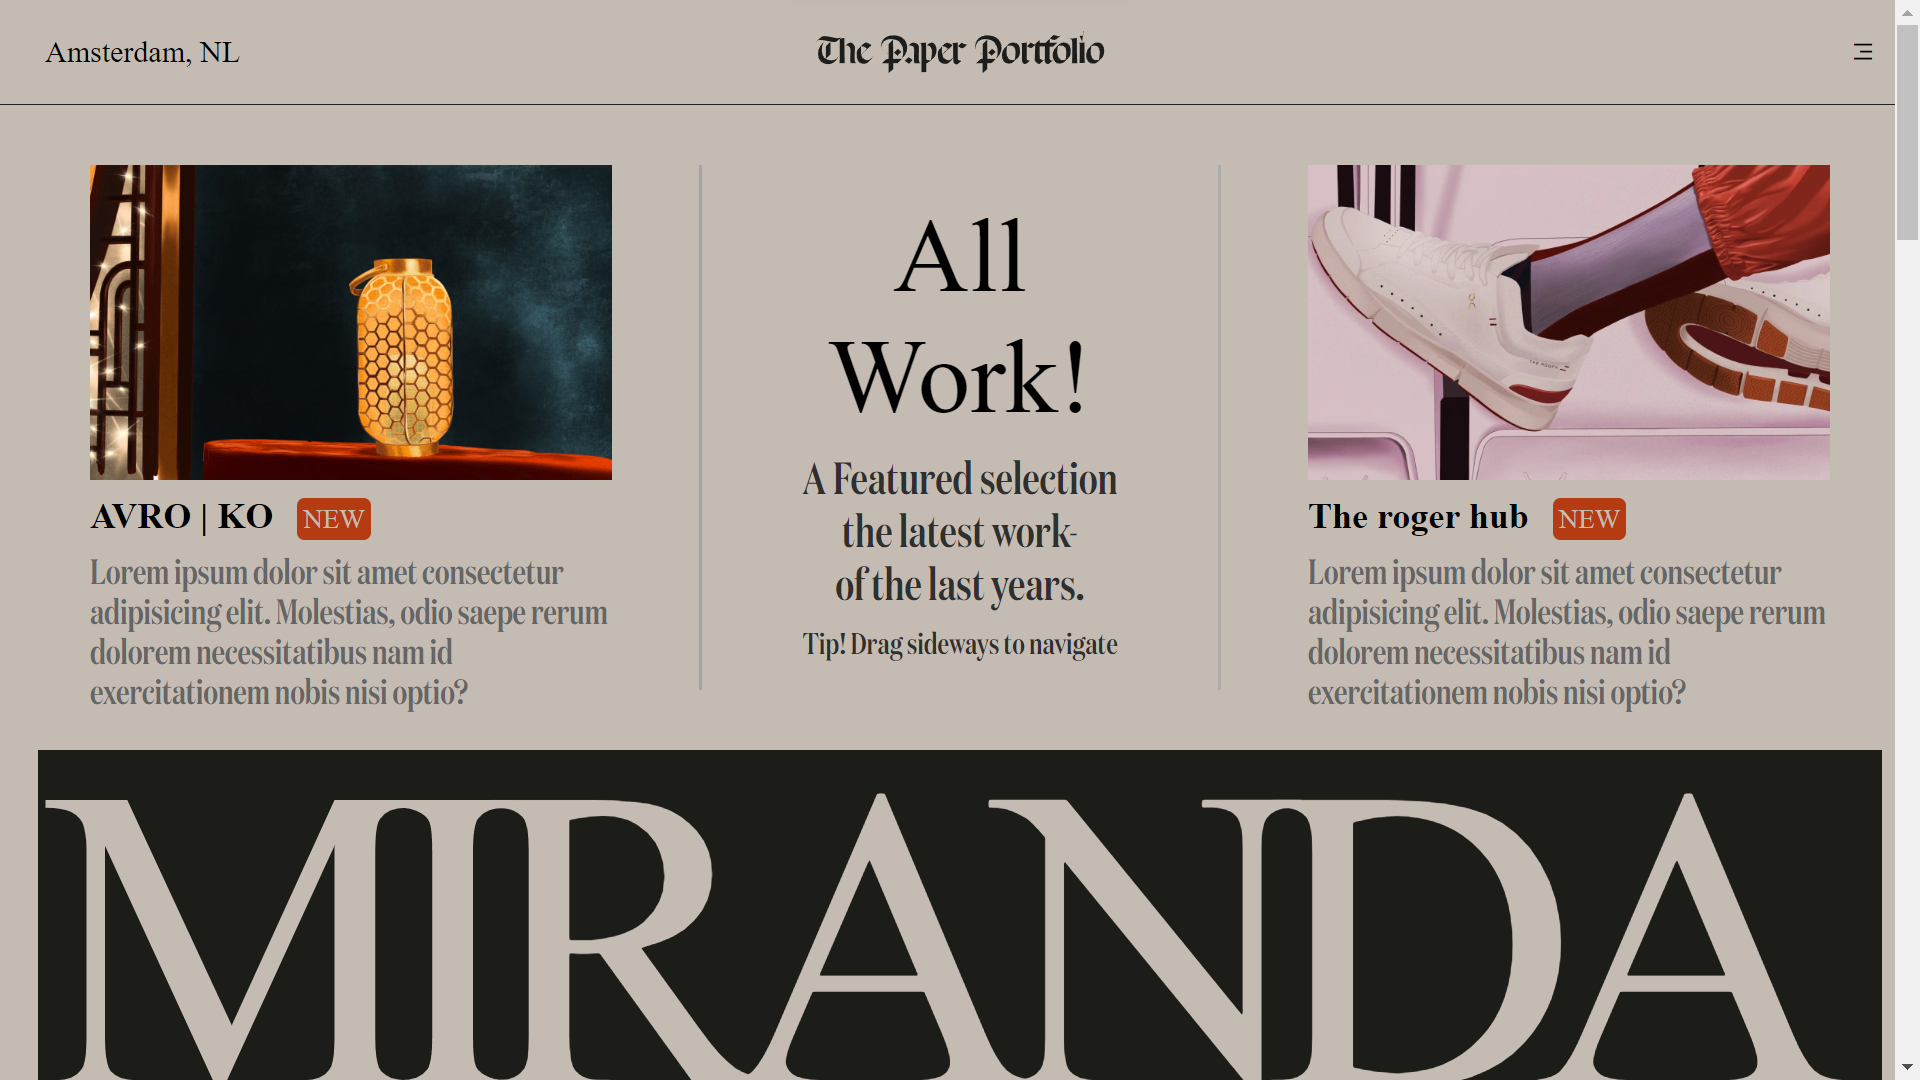 Amsterdam, NL
The Paper Portfolio
AVRO | KO NEW
Lorem ipsum dolor sit amet consectetur
adipisicing elit. Molestias, odio saepe rerum
dolorem necessitatibus nam id
exercitationem nobis nisi optio?
All
Work!
A Featured selection
the latest work-
of the last years.
Tip! Drag sideways to navigate
THE ROGER
The roger hub NEW
Lorem ipsum dolor sit amet consectetur
adipisicing elit. Molestias, odio saepe rerum
dolorem necessitatibus nam id
exercitationem nobis nisi optio?
MIRANDA